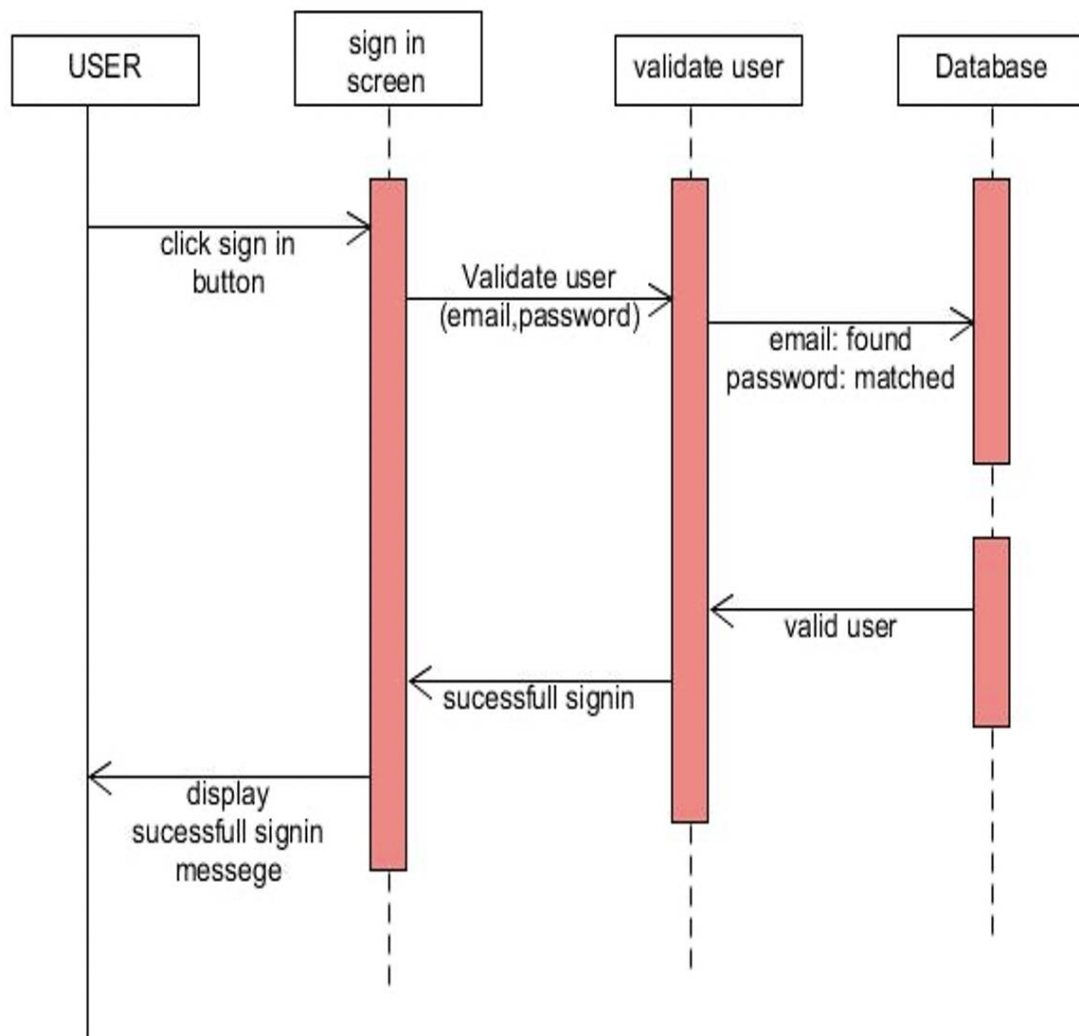 USER
sign in
screen
validate user
Database
click sign in
button
Validate user
(email,password)
email: found
password: matched
valid user
sucessfull signin
display
sucessfull signin
messege